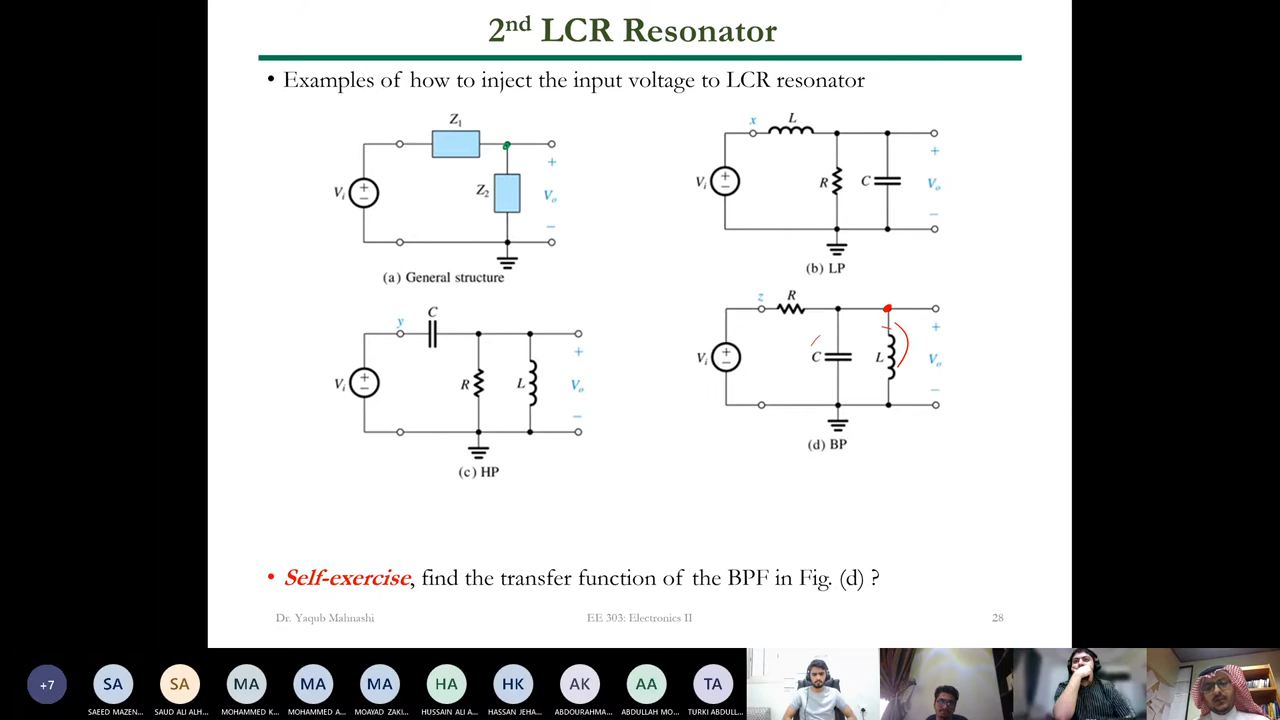 2nd LCR Resonator
• Examples of how to inject the input voltage to LCR resonator
Z1
Z2
Vi
+
−
+
Vo
−
(a) General structure
x
L
Vi
+
−
R
C
+
Vo
−
(b) LP
y
C
Vi
+
−
R
L
+
Vo
−
(c) HP
z
R
Vi
+
−
C
L
+
Vo
−
(d) BP
• Self-exercise, find the transfer function of the BPF in Fig. (d) ?
Dr. Yaqub Mahnashi
EE 303: Electronics II
28
+7
SA
SA
MA
MA
MA
HA
HK
AK
AA
TA
SAEED MAZEN...
SAUD ALI ALH...
MOHAMMED K...
MOHAMMED A...
MOAYAD ZAKI...
HUSSAIN ALI A...
HASSAN JEHA...
ABDOURAHMA...
ABDULLAH MO...
TURKI ABDULL...